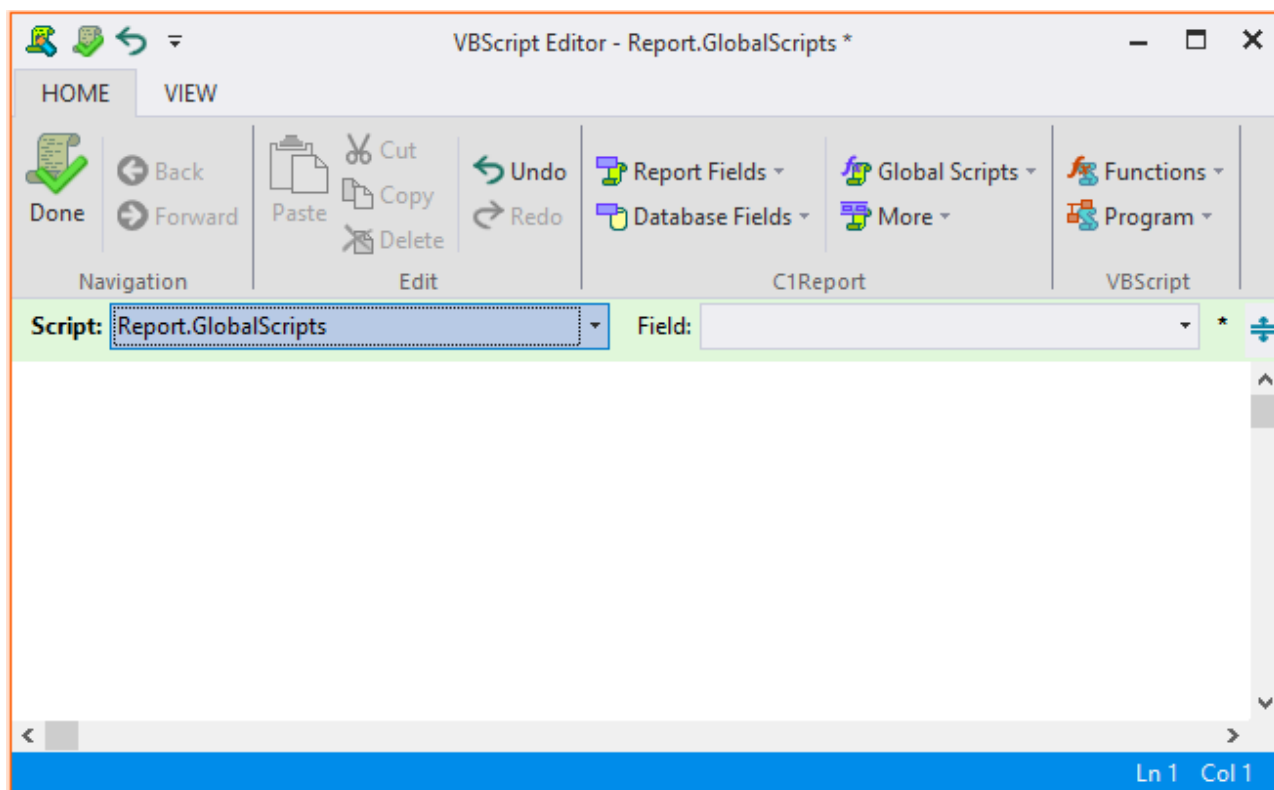 VBScript Editor - Report.GlobalScripts *
HOME VIEW
Done
Back
Forward
Navigation
Paste
Cut
Copy
Delete
Edit
Undo
Redo
Report Fields
Database Fields
Global Scripts
More
C1Report
Functions
Program
VBScript
Script: Report.GlobalScripts Field: *
Ln 1 Col 1